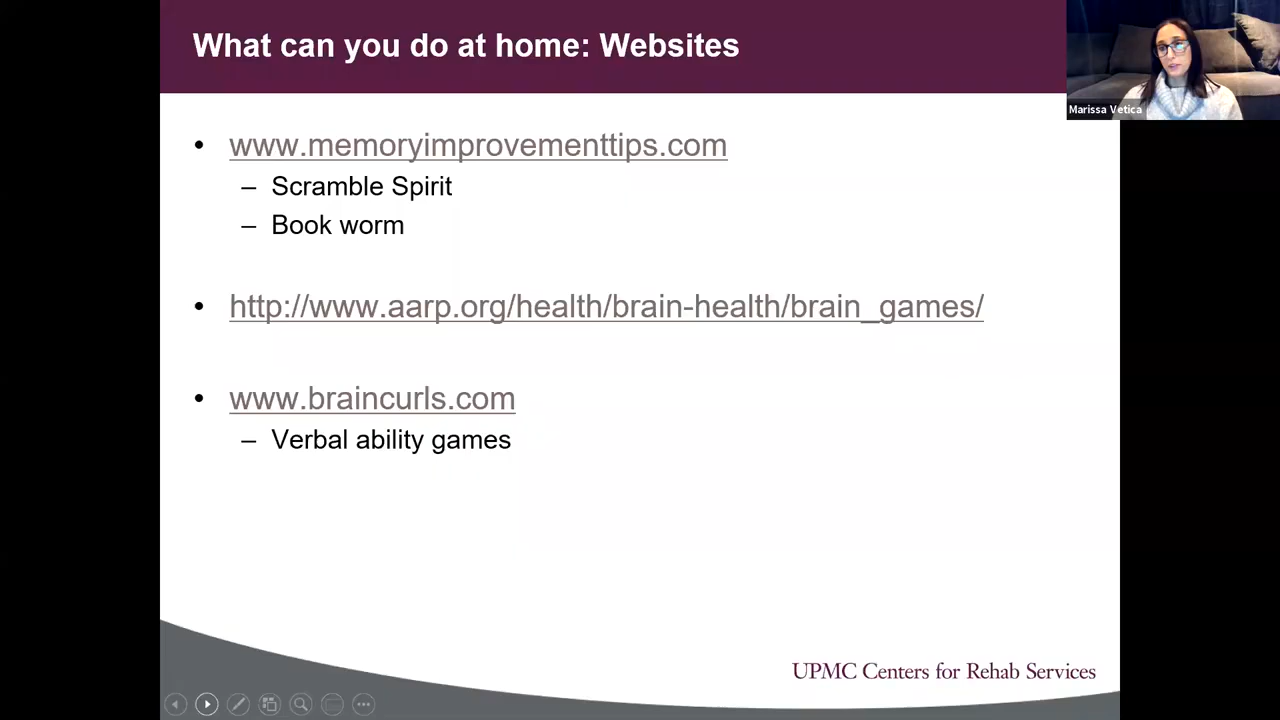 What can you do at home: Websites
Marissa Vetica
• www.memoryimprovementtips.com
– Scramble Spirit
– Book worm
• http://www.aarp.org/health/brain-health/brain_games/
• www.braincurls.com
– Verbal ability games
UPMC Centers for Rehab Services